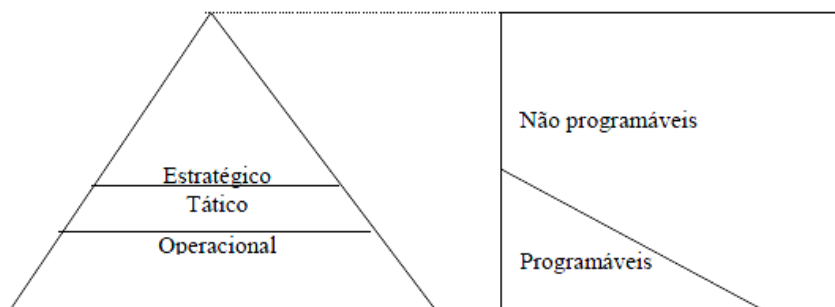 Não programáveis
Estratégico
Tático
Operacional
Programáveis